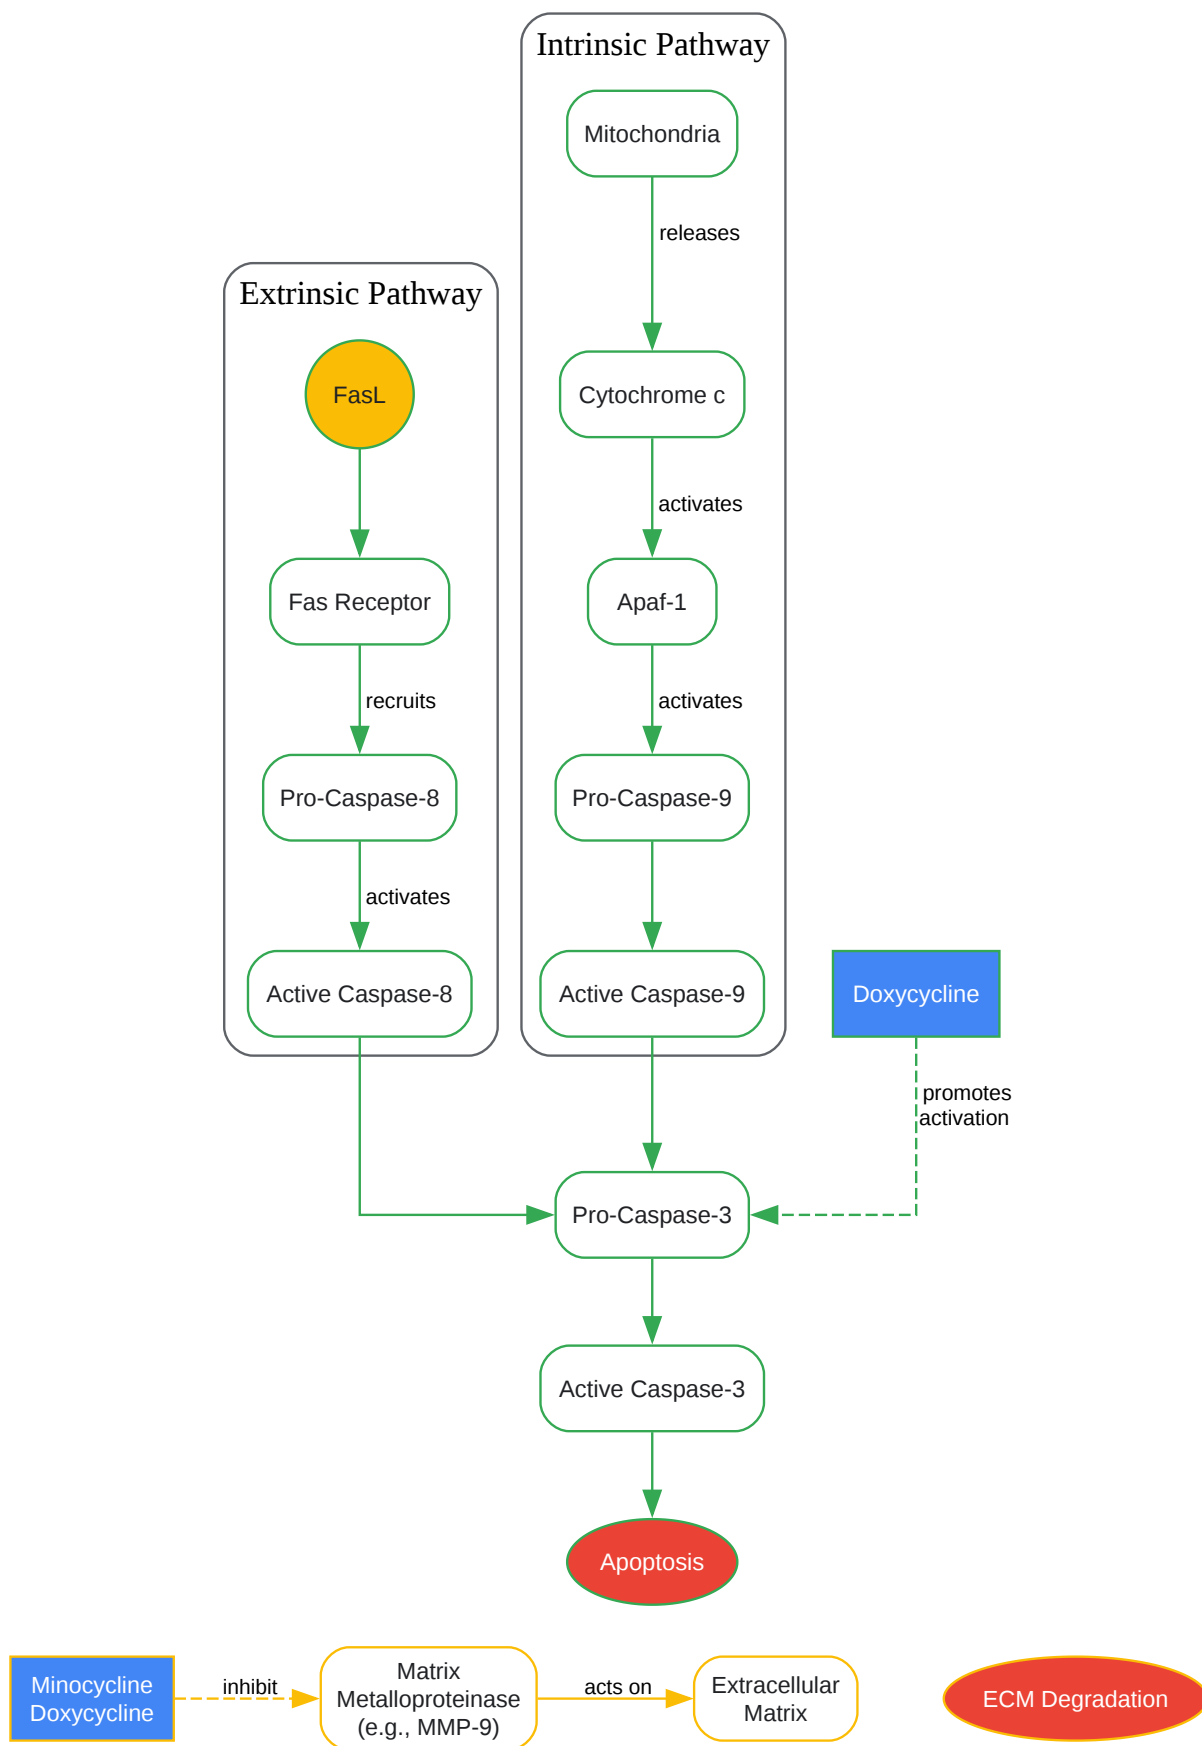 Intrinsic Pathway
Mitochondria
releases
Extrinsic Pathway
FasL
Cytochrome c
activates
Fas Receptor
Apaf-1
recruits
activates
Pro-Caspase-8
Pro-Caspase-9
activates
Active Caspase-8
Active Caspase-9
Doxycycline
promotes
activation
Pro-Caspase-3
Active Caspase-3
Apoptosis
Minocycline
Doxycycline
inhibit
Matrix
Metalloproteinase
(e.g., MMP-9)
acts on
Extracellular
Matrix
ECM Degradation